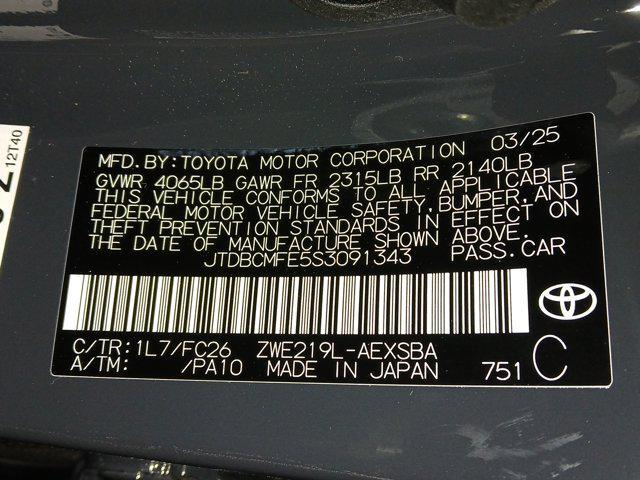 12T40
MFD.BY:TOYOTA MOTOR CORPORATION 03/25
GVWR 4065LB GAWR FR 2315LB RR 2140LB
THIS VEHICLE CONFORMS TO ALL APPLICABLE
FEDERAL MOTOR VEHICLE SAFETY,BUMPER,AND
THEFT PREVENTION STANDARDS IN EFFECT ON
THE DATE OF MANUFACTURE SHOWN ABOVE.
JTDBCMFE5S3091343 PASS.CAR
C/TR:1L7/FC26 ZWE219L-AEXSBA
A/TM: /PA10 MADE IN JAPAN 751 C